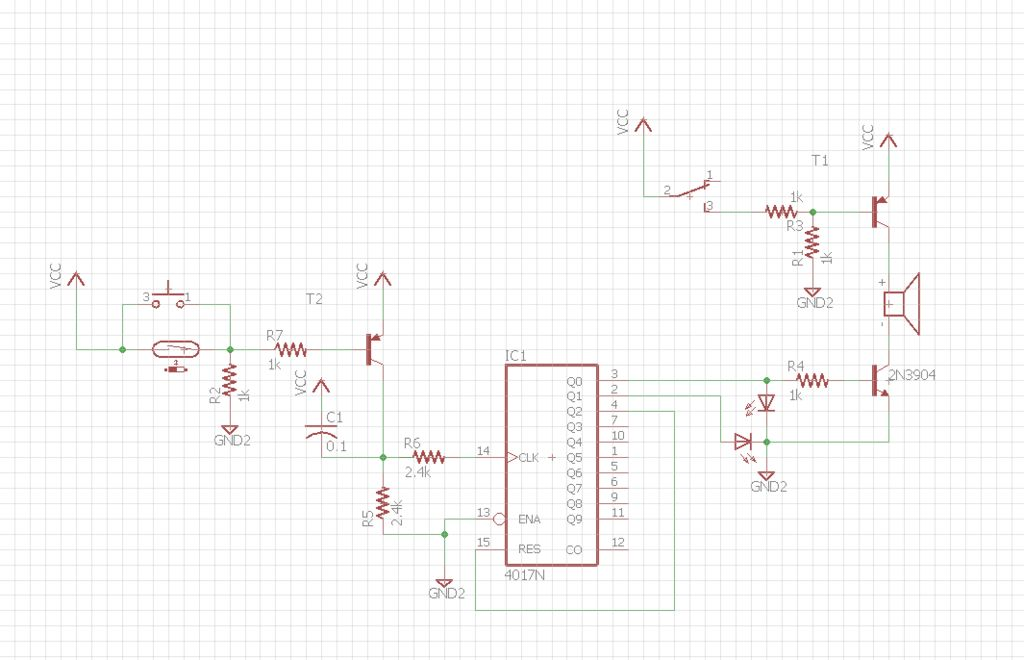 VCC
VCC
T1
1
2
1k
3
R3
R1
1k
GND2
VCC
VCC
T2
3
1
R7
1k
+
-
R2
1k
VCC
GND2
C1
0.1
IC1
R6
2.4k
14
CLK
R5
2.4k
13
ENA
15
RES
Q0
3
Q1
2
Q2
4
Q3
7
Q4
10
Q5
1
Q6
5
Q7
6
Q8
9
Q9
11
CO
12
4017N
GND2
R4
1k
2N3904
GND2